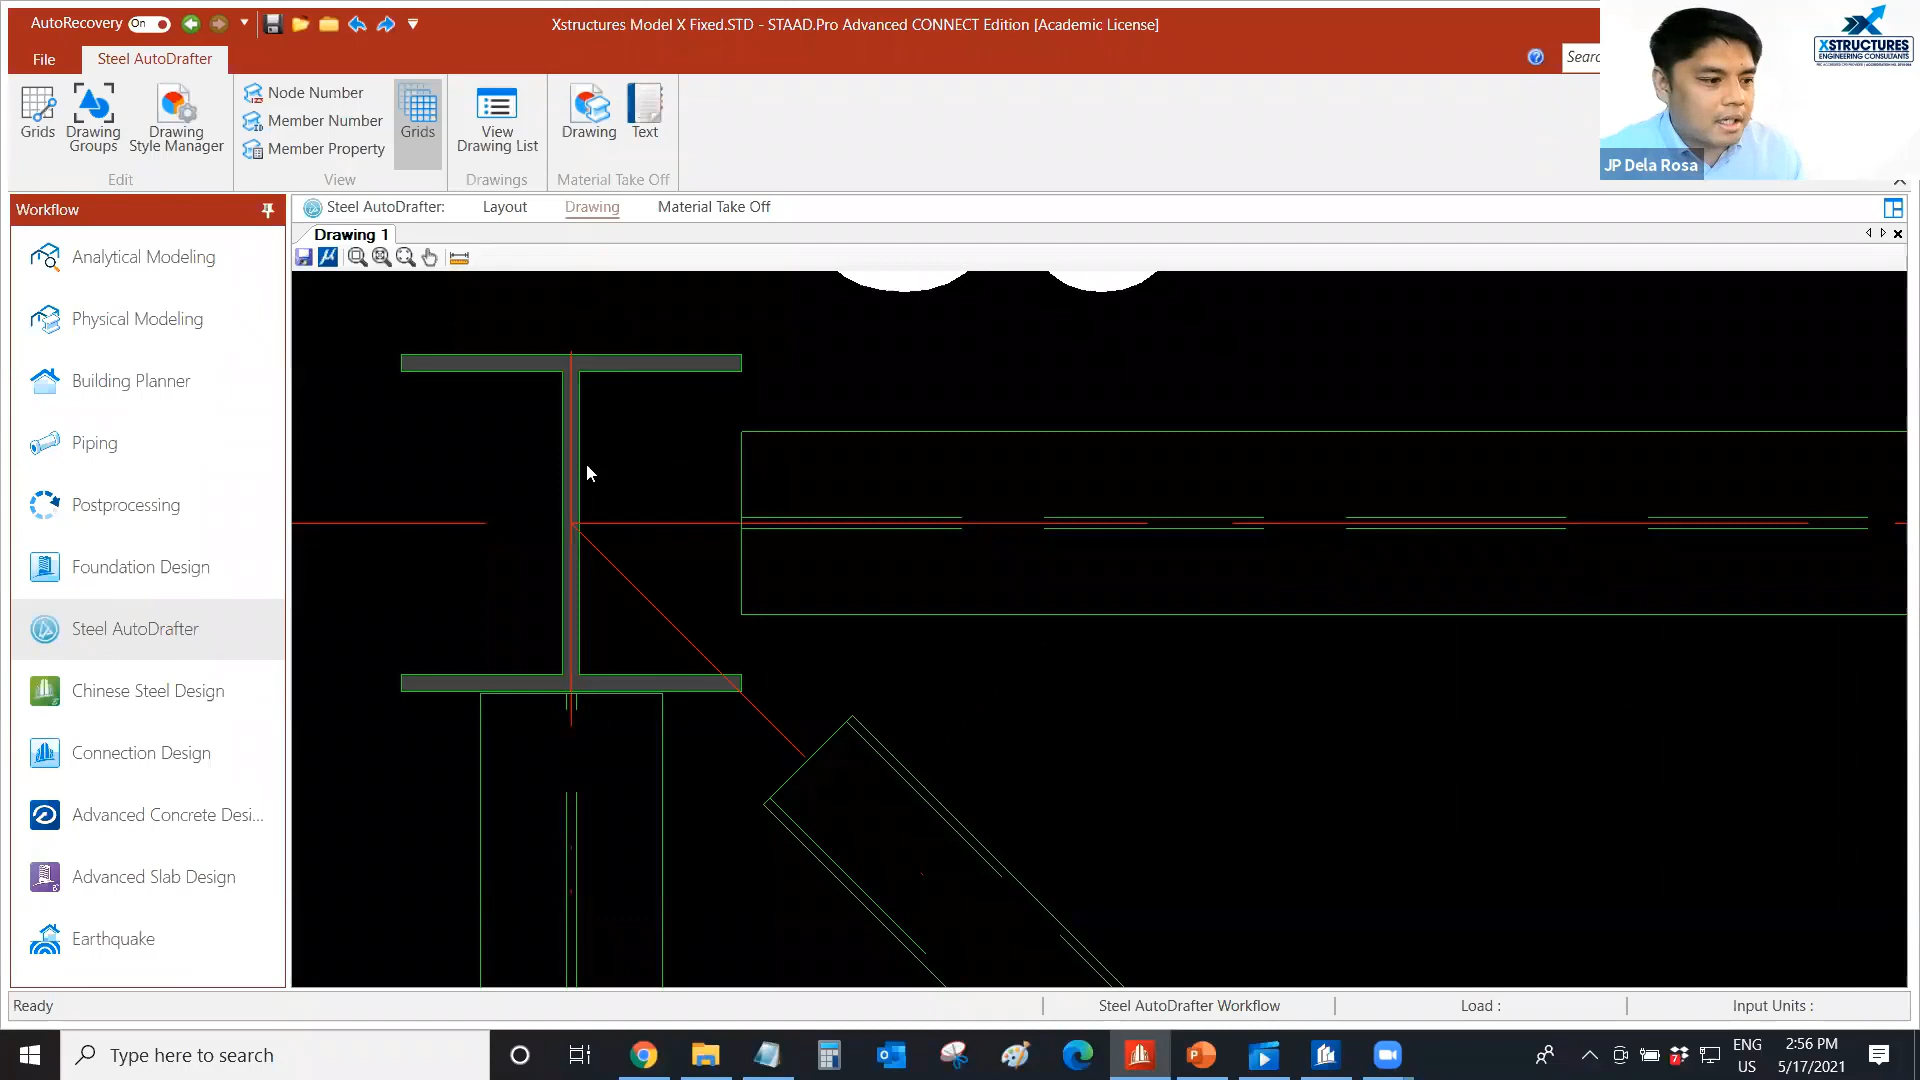 AutoRecovery On
Xstructures Model X Fixed.STD - STAAD.Pro Advanced CONNECT Edition [Academic License]
XSTRUCTURES
ENGINEERING CONSULTANTS
File
Steel AutoDrafter
Searc
Grids
Drawing Groups
Drawing Style Manager
Node Number
Member Number
Member Property
Grids
View Drawing List
Drawing
Text
JP Dela Rosa
Edit
View
Drawings
Material Take Off
Workflow
Steel AutoDrafter:
Layout
Drawing
Material Take Off
Drawing 1
Analytical Modeling
Physical Modeling
Building Planner
Piping
Postprocessing
Foundation Design
Steel AutoDrafter
Chinese Steel Design
Connection Design
Advanced Concrete Desi...
Advanced Slab Design
Earthquake
Ready
Steel AutoDrafter Workflow
Load :
Input Units :
Type here to search
ENG
US
2:56 PM
5/17/2021